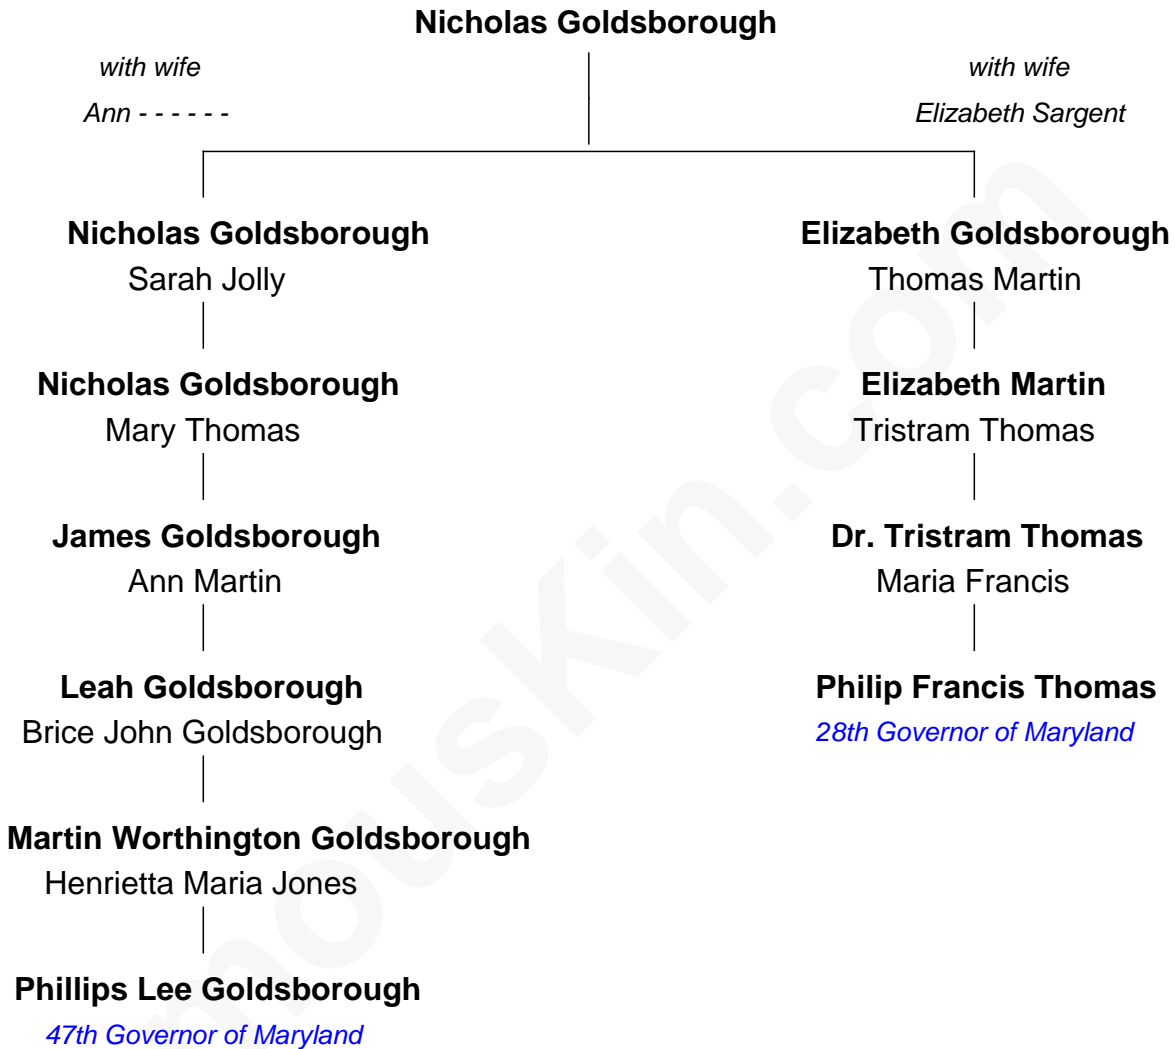 Nicholas Goldsborough
with wife
Ann - - - - - -
with wife
Elizabeth Sargent
Nicholas Goldsborough
Sarah Jolly
Elizabeth Goldsborough
Thomas Martin
Nicholas Goldsborough
Mary Thomas
Elizabeth Martin
Tristram Thomas
James Goldsborough
Ann Martin
Dr. Tristram Thomas
Maria Francis
Leah Goldsborough
Brice John Goldsborough
Philip Francis Thomas
28th Governor of Maryland
Martin Worthington Goldsborough
Henrietta Maria Jones
Phillips Lee Goldsborough
47th Governor of Maryland
mousKin.com